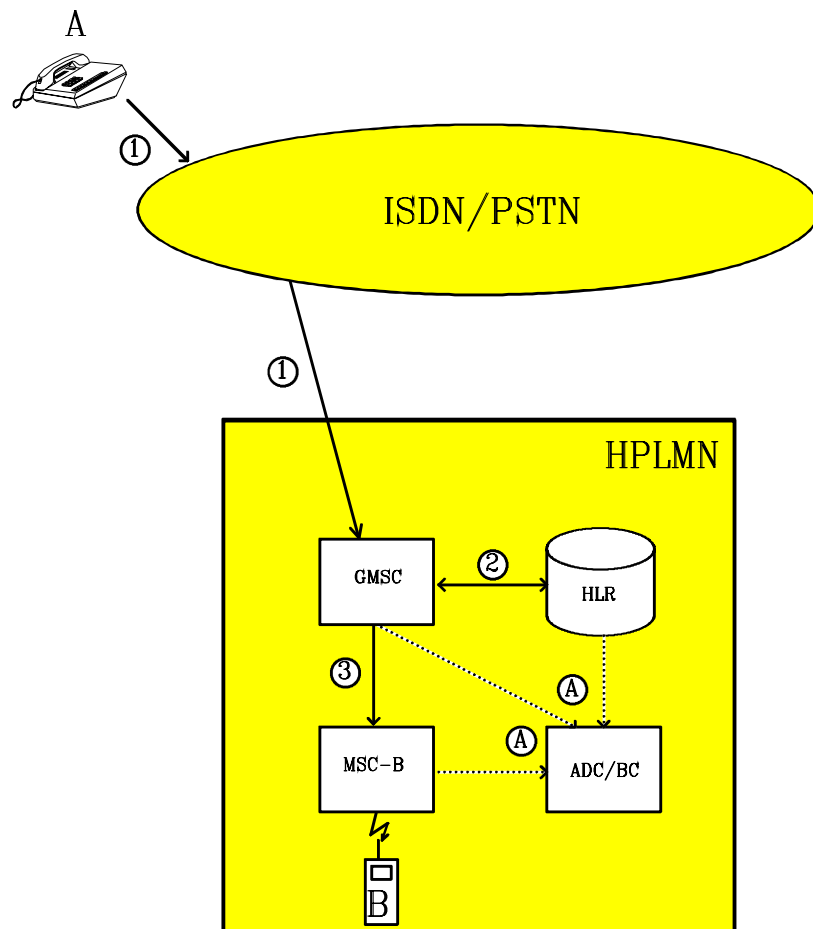 A
①
ISDN/PSTN
①
HPLMN
GMSC
②
HLR
③
Ⓐ
Ⓐ
MSC-B
ADC/BC
B